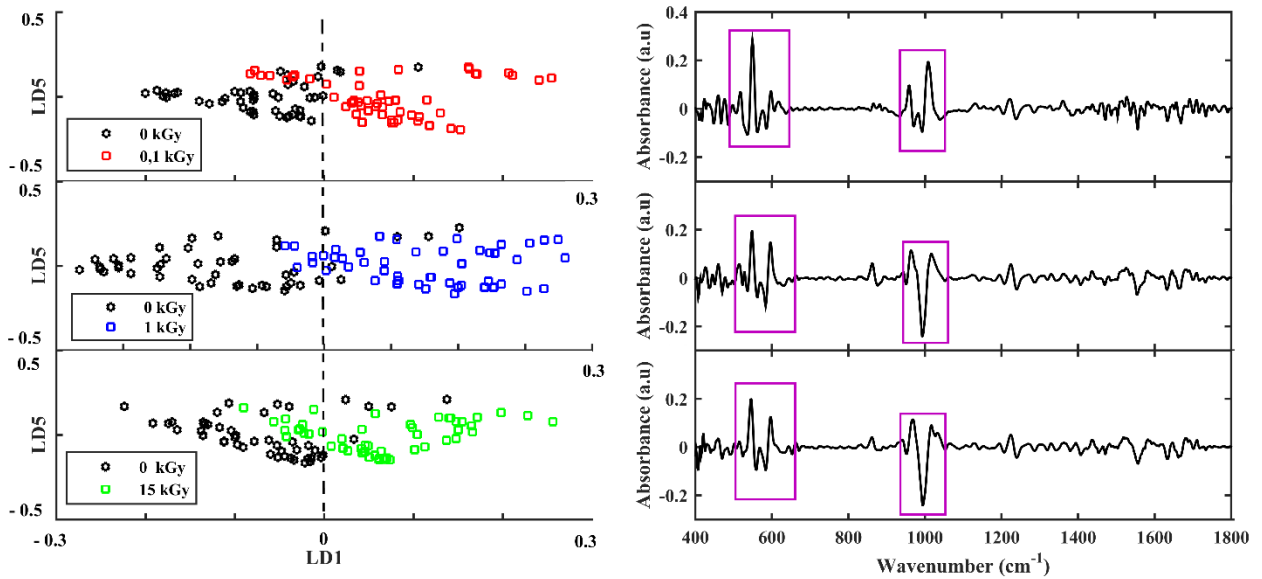 0.5
LD5
- 0.5
0 kGy
0,1 kGy
0.3
0.5
LD5
- 0.5
0 kGy
1 kGy
0.3
0.5
LD5
- 0.5
0 kGy
15 kGy
- 0.3
0
0.3
LD1
0.4
0.2
0
-0.2
Absorbance (a.u)
0.2
0
-0.2
Absorbance (a.u)
0.2
0
-0.2
Absorbance (a.u)
400
600
800
1000
1200
1400
1600
1800
Wavenumber (cm⁻¹)